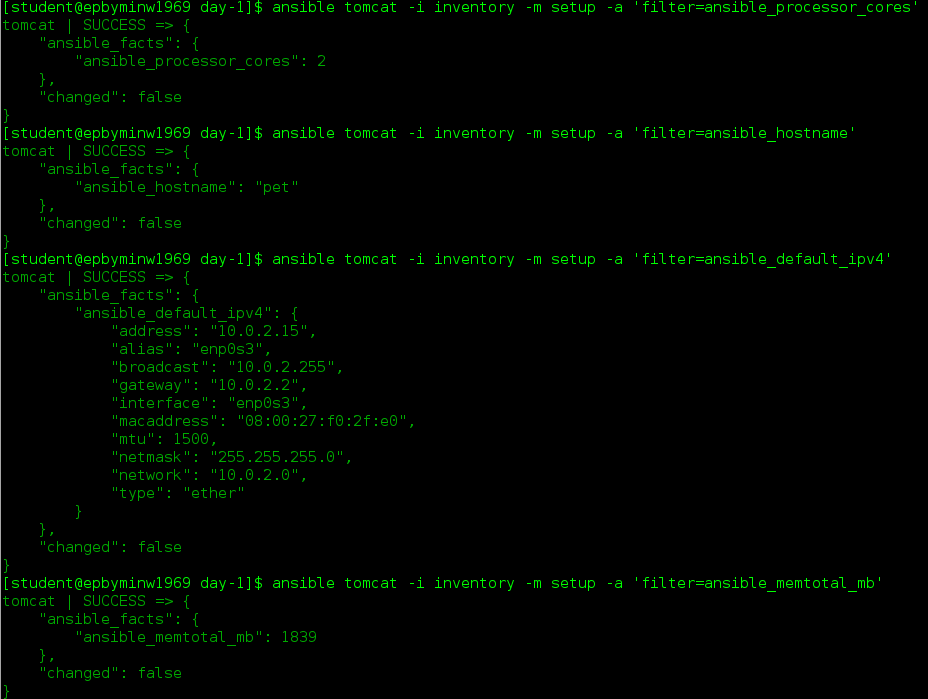 [student@epbyminw1969 day-1]$ ansible tomcat -i inventory -m setup -a 'filter=ansible_processor_cores'
tomcat | SUCCESS => {
    "ansible_facts": {
        "ansible_processor_cores": 2
    },
    "changed": false
}
[student@epbyminw1969 day-1]$ ansible tomcat -i inventory -m setup -a 'filter=ansible_hostname'
tomcat | SUCCESS => {
    "ansible_facts": {
        "ansible_hostname": "pet"
    },
    "changed": false
}
[student@epbyminw1969 day-1]$ ansible tomcat -i inventory -m setup -a 'filter=ansible_default_ipv4'
tomcat | SUCCESS => {
    "ansible_facts": {
        "ansible_default_ipv4": {
            "address": "10.0.2.15",
            "alias": "enp0s3",
            "broadcast": "10.0.2.255",
            "gateway": "10.0.2.2",
            "interface": "enp0s3",
            "macaddress": "08:00:27:f0:2f:e0",
            "mtu": 1500,
            "netmask": "255.255.255.0",
            "network": "10.0.2.0",
            "type": "ether"
        }
    },
    "changed": false
}
[student@epbyminw1969 day-1]$ ansible tomcat -i inventory -m setup -a 'filter=ansible_memtotal_mb'
tomcat | SUCCESS => {
    "ansible_facts": {
        "ansible_memtotal_mb": 1839
    },
    "changed": false
}